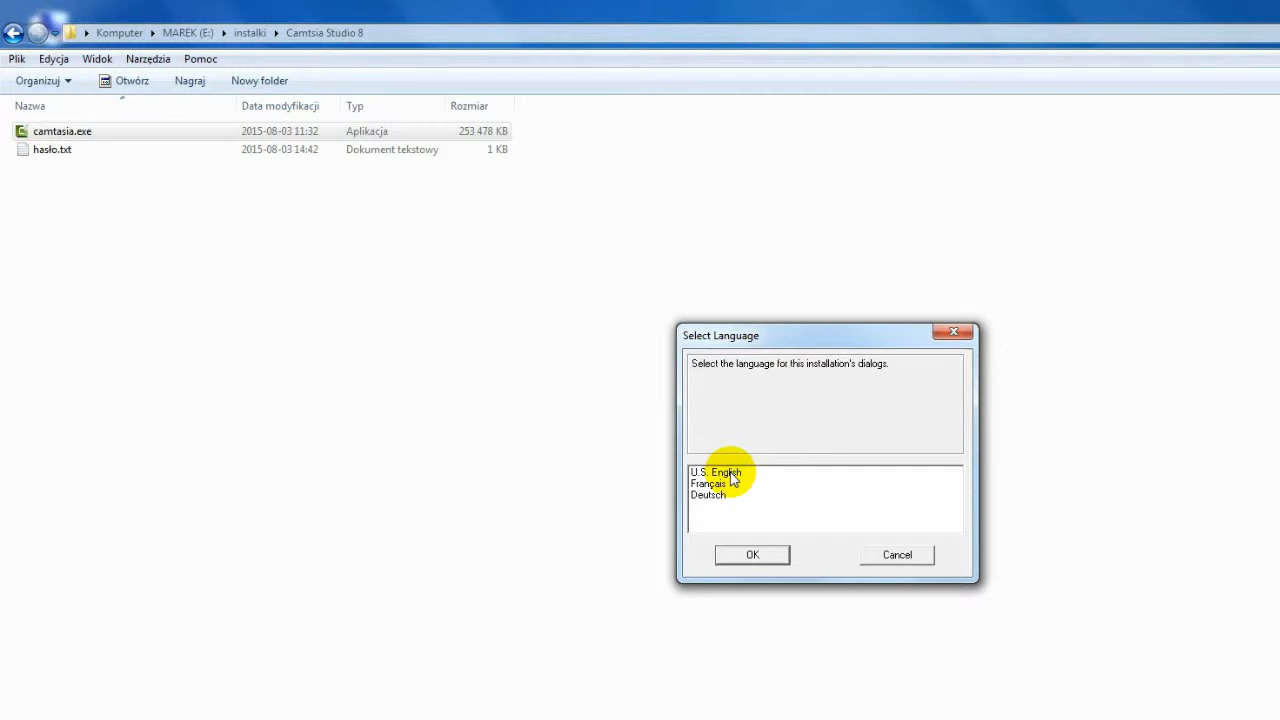 Komputer MAREK (E:) instalki Camtsia Studio 8
Plik Edycja Widok Narzędzia Pomoc
Organizuj Otwórz Nagraj Nowy folder
Nazwa Data modyfikacji Typ Rozmiar
camtasia.exe 2015-08-03 11:32 Aplikacja 253 478 KB
hasło.txt 2015-08-03 14:42 Dokument tekstowy 1 KB
Select Language
Select the language for this installation's dialogs.
U.S. English
Français
Deutsch
OK Cancel